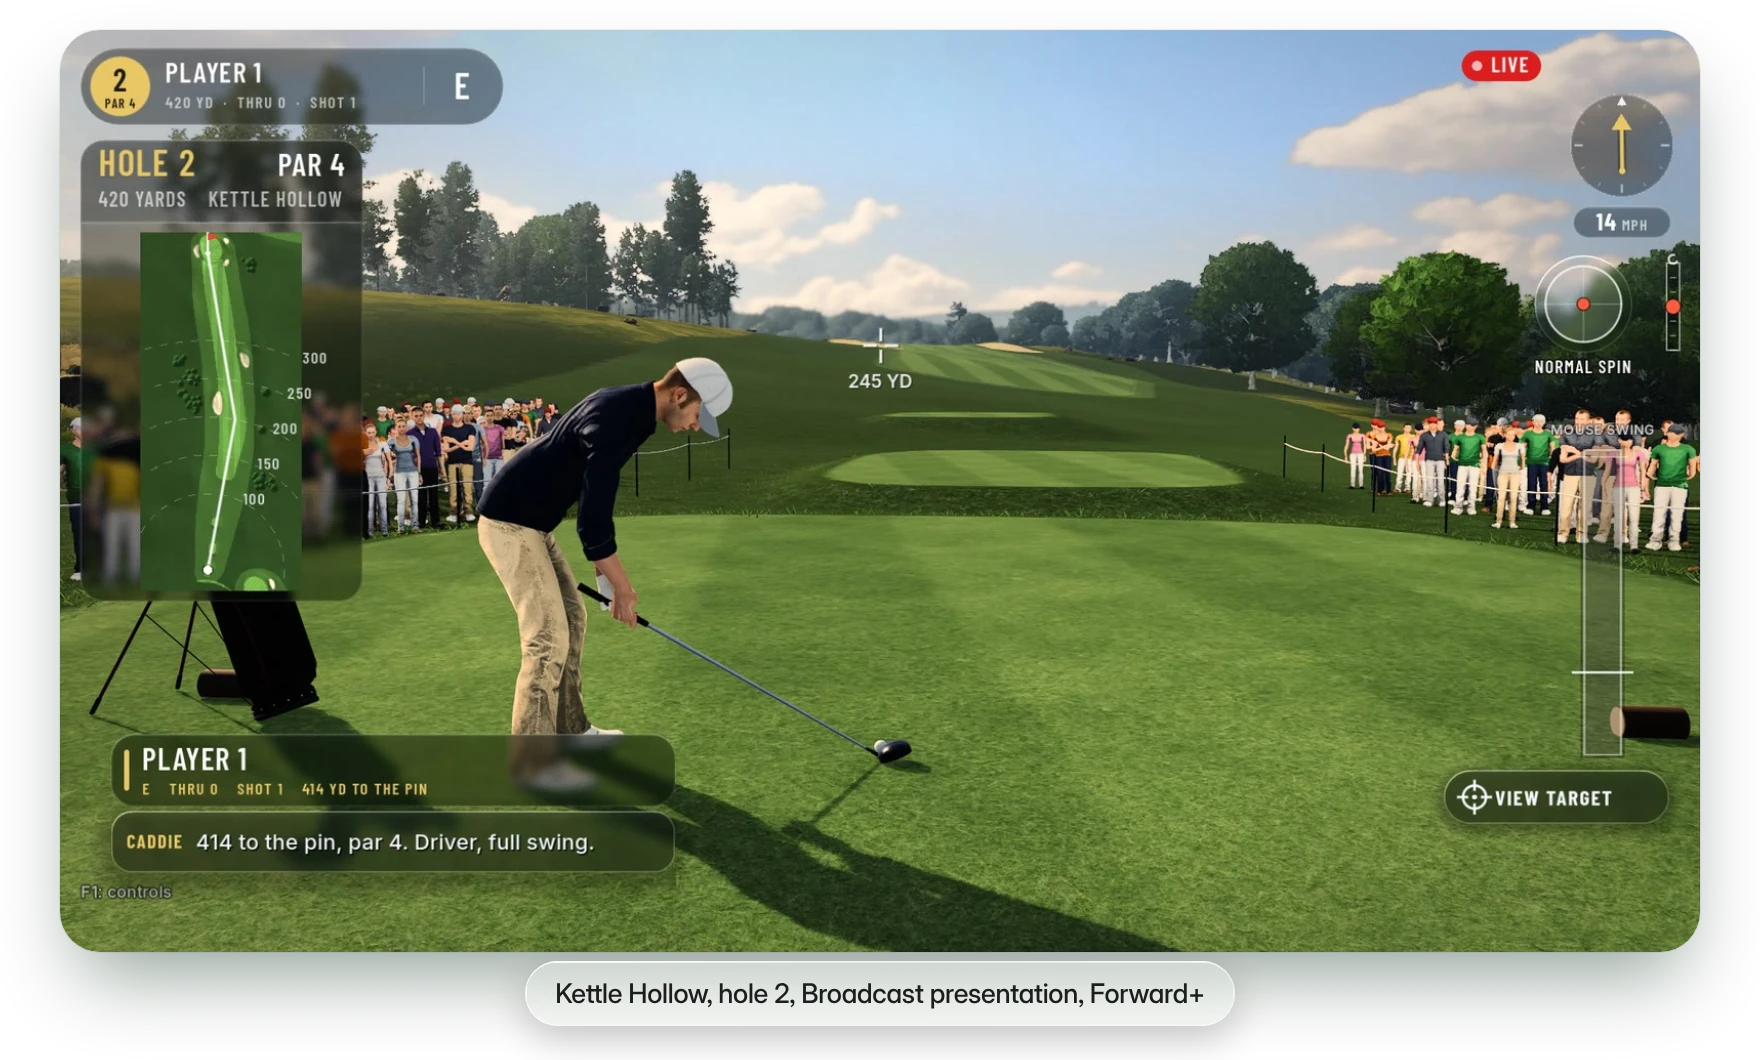 2
PAR 4
PLAYER 1
420 YD · THRU 0 · SHOT 1
E
LIVE
HOLE 2 PAR 4
420 YARDS KETTLE HOLLOW
300
250
200
150
100
14 MPH
C
NORMAL SPIN
245 YD
MOUSE SWING
PLAYER 1
E THRU 0 SHOT 1 414 YD TO THE PIN
CADDIE 414 to the pin, par 4. Driver, full swing.
VIEW TARGET
F1: controls
Kettle Hollow, hole 2, Broadcast presentation, Forward+